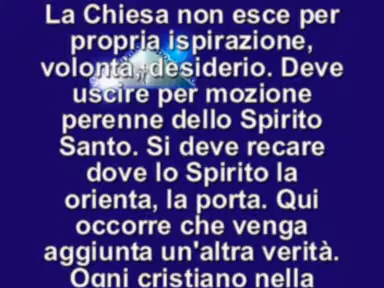 La Chiesa non esce per
propria ispirazione,
volontà, desiderio. Deve
uscire per mozione
perenne dello Spirito
Santo. Si deve recare
dove lo Spirito la
orienta, la porta. Qui
occorre che venga
aggiunta un'altra verità.
Ogni cristiano nella